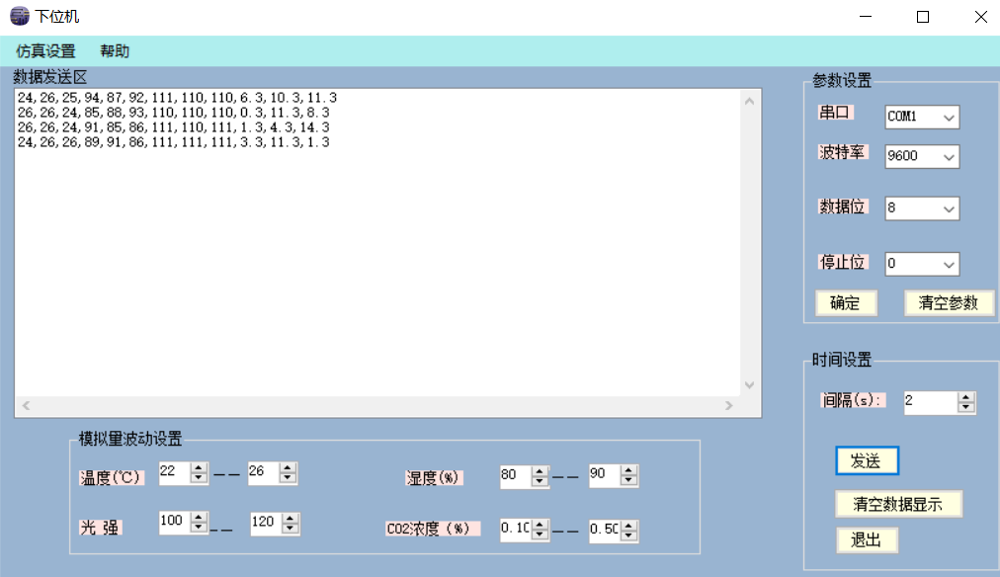 下位机
仿真设置 帮助
数据发送区
24,26,25,94,87,92,111,110,110,6.3,10.3,11.3
26,26,24,85,88,93,110,110,110,0.3,11.3,8.3
26,26,24,91,85,86,111,110,111,1.3,4.3,14.3
24,26,26,89,91,86,111,111,111,3.3,11.3,1.3
参数设置
串口 COM1
波特率 9600
数据位 8
停止位 0
确定 清空参数
时间设置
间隔(s): 2
发送
清空数据显示
退出
模拟量波动设置
温度(℃) 22 -- 26 湿度(%) 80 -- 90
光 强 100 -- 120 CO2浓度 (%) 0.10 -- 0.50